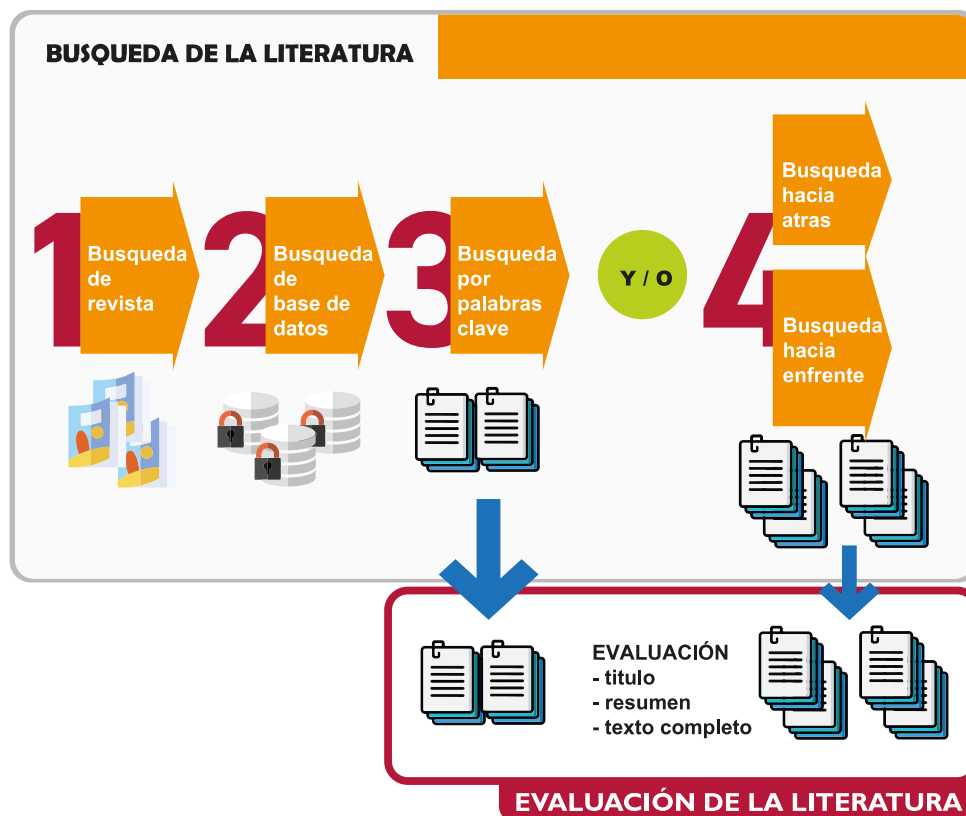 BUSQUEDA DE LA LITERATURA
1
Busqueda
de
revista
2
Busqueda
de
base de
datos
3
Busqueda
por
palabras
clave
Y / O
4
Busqueda
hacia
atras
Busqueda
hacia
enfrente
EVALUACIÓN
- titulo
- resumen
- texto completo
EVALUACIÓN DE LA LITERATURA